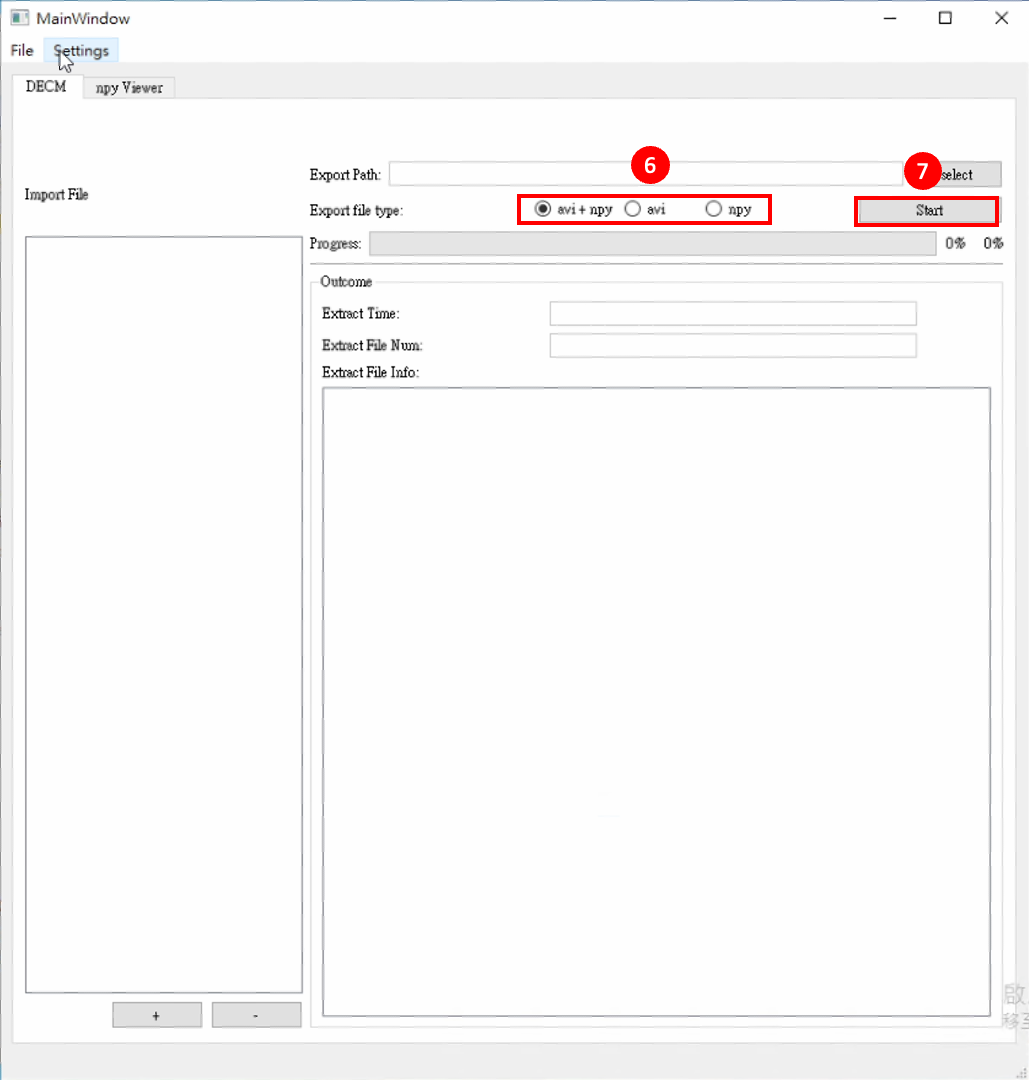 MainWindow
File Settings
DECM npy Viewer
6
7
Export Path: select
Import File
Export file type: avi + npy avi npy Start
Progress: 0% 0%
Outcome
Extract Time:
Extract File Num:
Extract File Info:
啟
移至
+ -